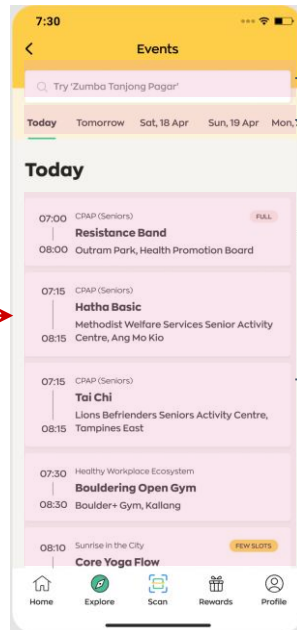 7:30
Events
Try 'Zumba Tanjong Pagar'
Today Tomorrow Sat, 18 Apr Sun, 19 Apr Mon,
Today
07:00 CPAP (Seniors) FULL
Resistance Band
08:00 Outram Park, Health Promotion Board
07:15 CPAP (Seniors)
Hatha Basic
Methodist Welfare Services Senior Activity
08:15 Centre, Ang Mo Kio
07:15 CPAP (Seniors)
Tai Chi
Lions Befrienders Seniors Activity Centre,
08:15 Tampines East
07:30 Healthy Workplace Ecosystem
Bouldering Open Gym
08:30 Boulder+ Gym, Kallang
08:10 Sunrise in the City FEW SLOTS
Core Yoga Flow
Home Explore Scan Rewards Profile